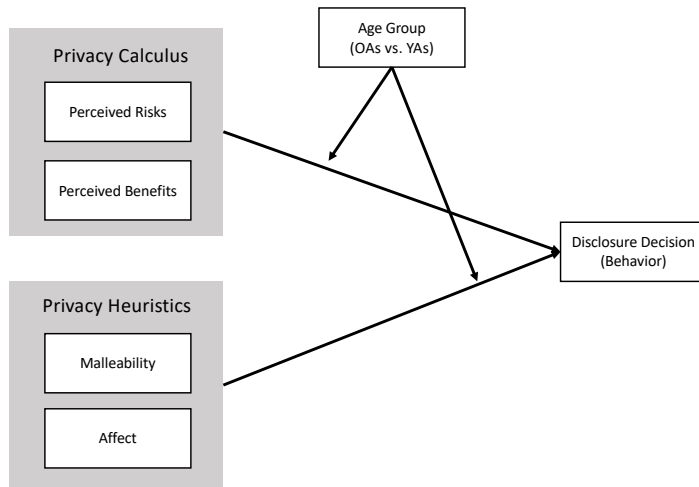 Age Group
(OAs vs. YAs)
Privacy Calculus
Perceived Risks
Perceived Benefits
Disclosure Decision
(Behavior)
Privacy Heuristics
Malleability
Affect